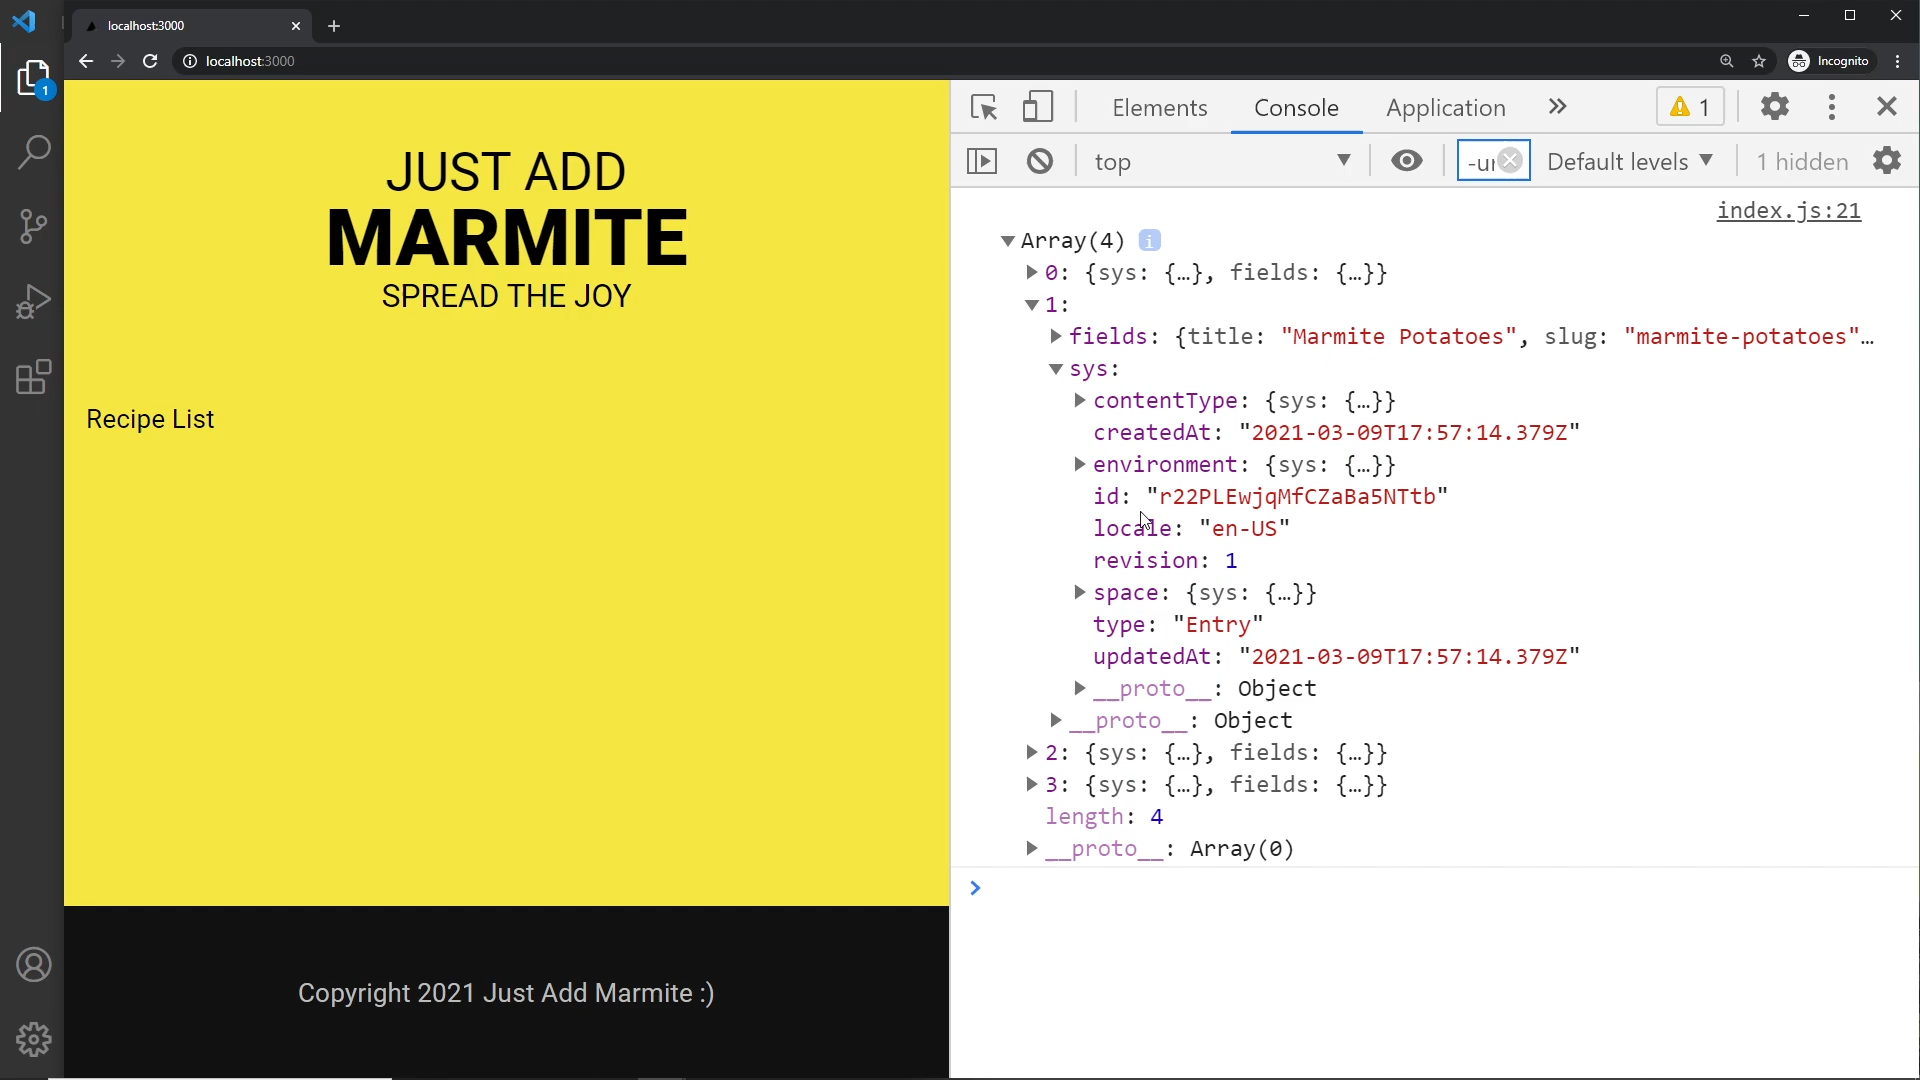 localhost:3000
localhost:3000
Incognito
1
JUST ADD
MARMITE
SPREAD THE JOY
Recipe List
Copyright 2021 Just Add Marmite :)
Elements
Console
Application
1
top
-ur
Default levels
1 hidden
index.js:21
Array(4) i
0: {sys: {…}, fields: {…}}
1:
fields: {title: "Marmite Potatoes", slug: "marmite-potatoes"…
sys:
contentType: {sys: {…}}
createdAt: "2021-03-09T17:57:14.379Z"
environment: {sys: {…}}
id: "r22PLEwjqMfCZaBa5NTtb"
locale: "en-US"
revision: 1
space: {sys: {…}}
type: "Entry"
updatedAt: "2021-03-09T17:57:14.379Z"
__proto__: Object
__proto__: Object
2: {sys: {…}, fields: {…}}
3: {sys: {…}, fields: {…}}
length: 4
__proto__: Array(0)